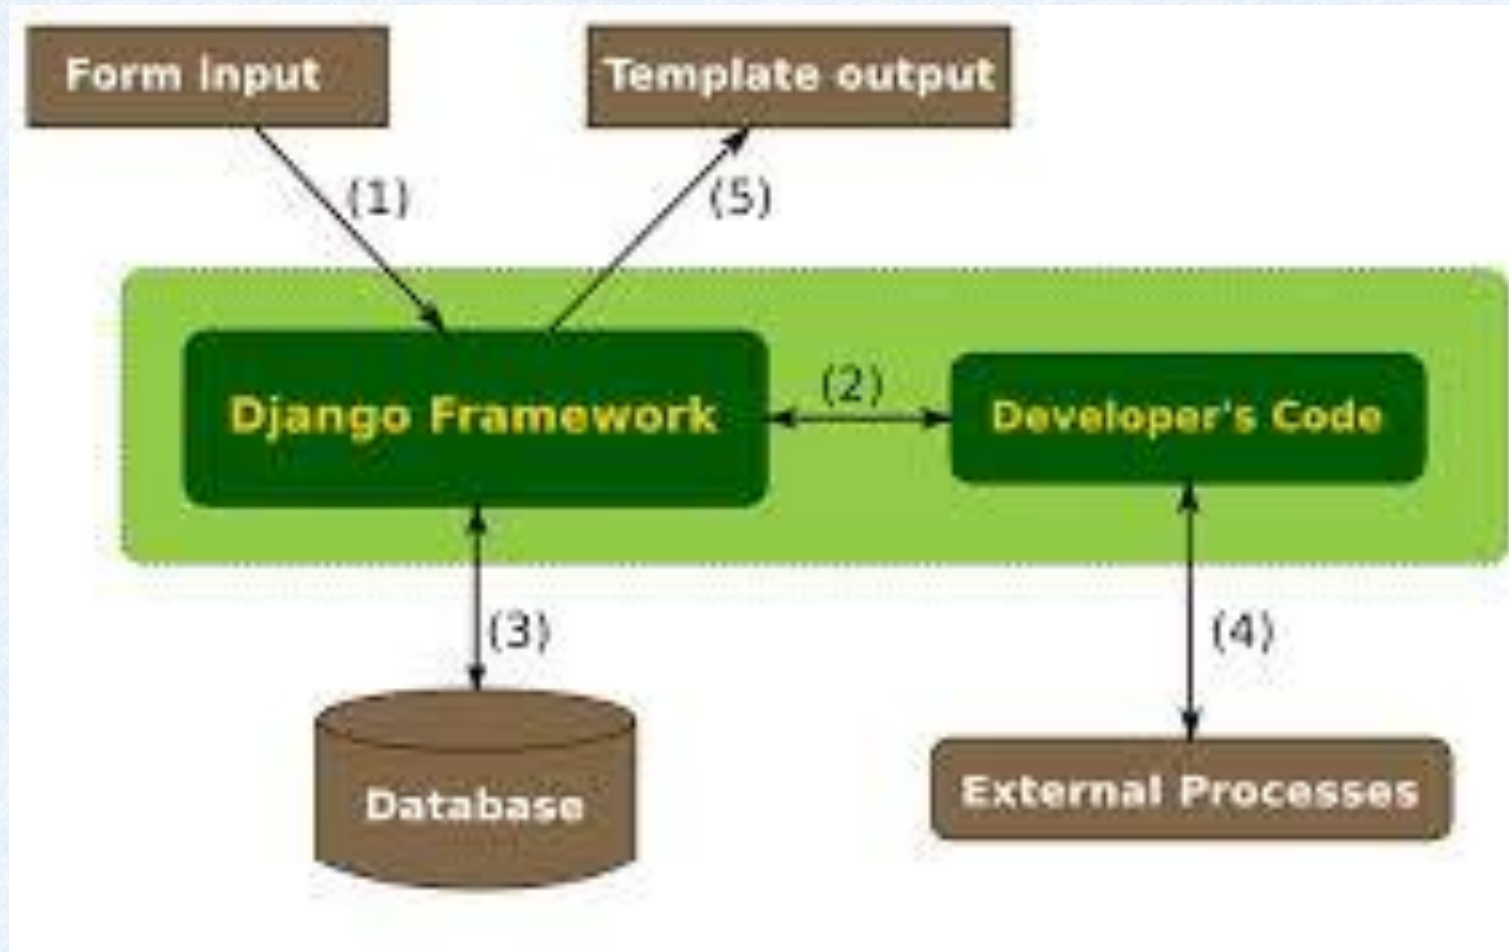 Form input
Template output
(1)
(5)
Django Framework
(2)
Developer's Code
(3)
(4)
Database
External Processes